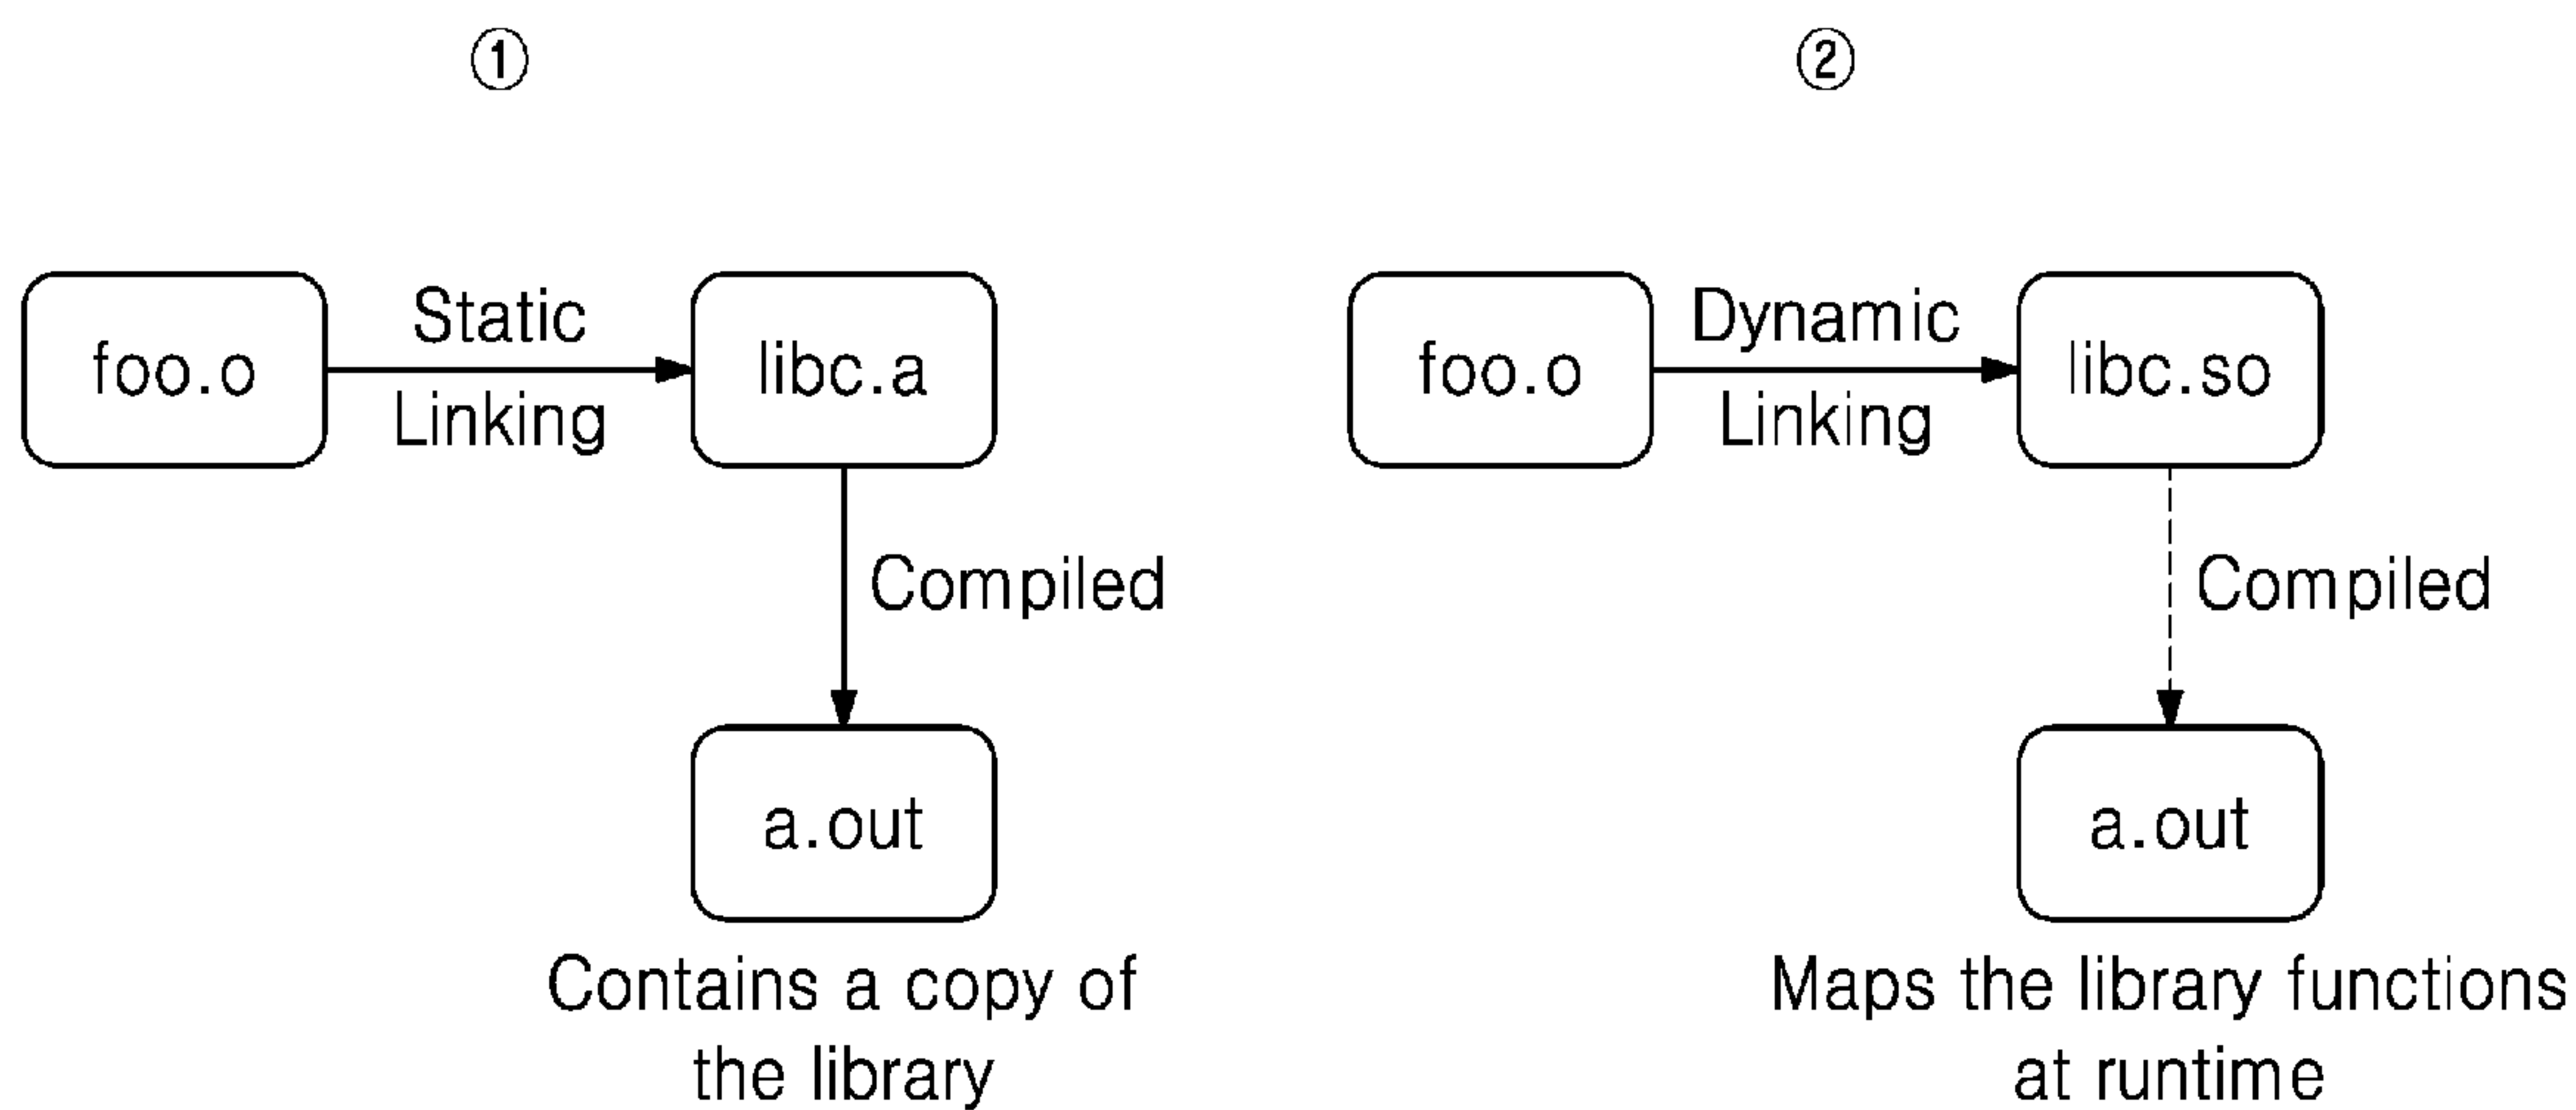 ①
foo.o
Static
Linking
libc.a
Compiled
a.out
Contains a copy of
the library
②
foo.o
Dynamic
Linking
libc.so
Compiled
a.out
Maps the library functions
at runtime